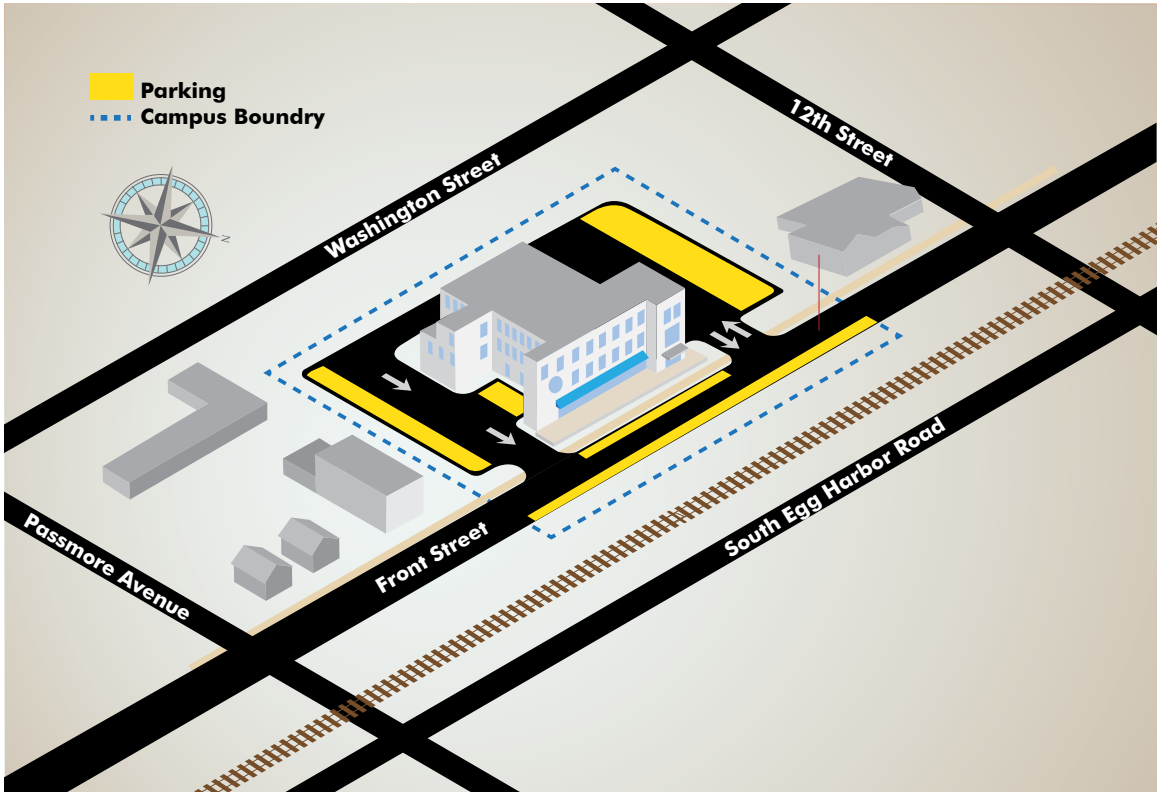 Parking
Campus Boundry
12th Street
Washington Street
N
South Egg Harbor Road
Front Street
Passmore Avenue